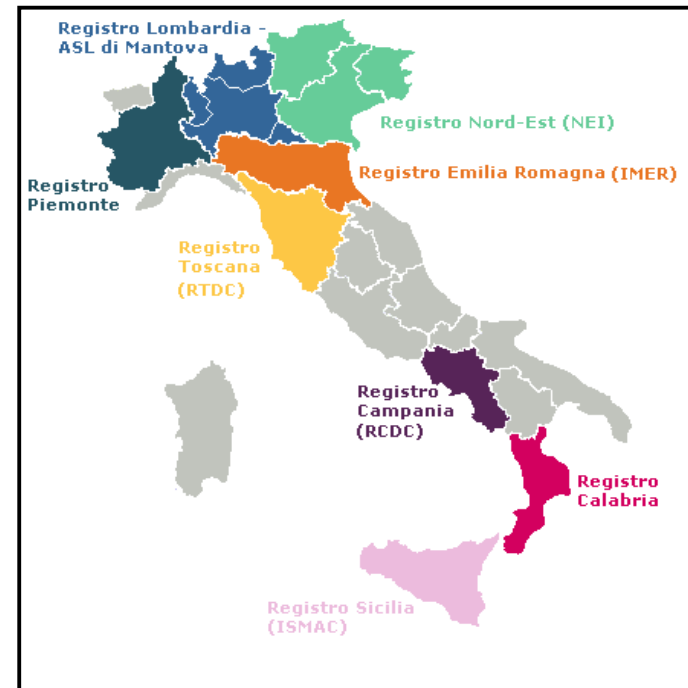 Registro Lombardia -
ASL di Mantova
Registro Nord-Est (NEI)
Registro Emilia Romagna (IMER)
Registro
Piemonte
Registro
Toscana
(RTDC)
Registro
Campania
(RCDC)
Registro
Calabria
Registro Sicilia
(ISMAC)